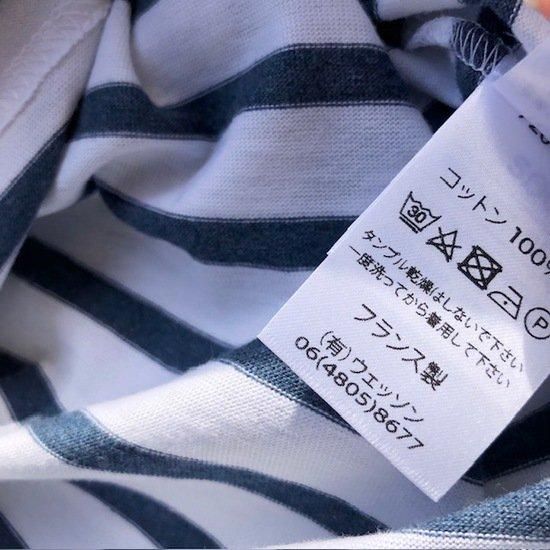 コットン 100%
30
P
タンブル乾燥はしないで下さい
一度洗ってから着用して下さい
フランス製
(有)ウエッソン
06(4805)8677